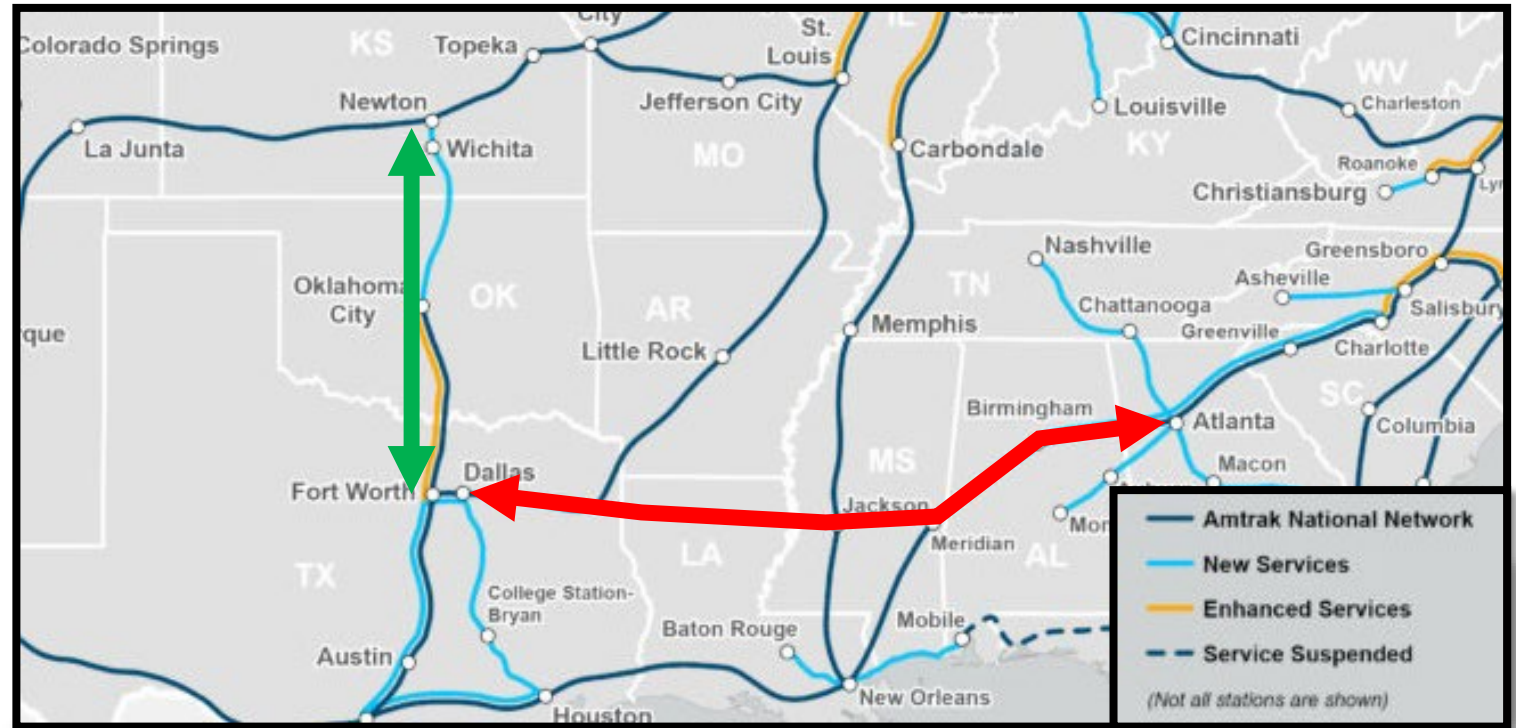 City
St.
Louis
IL
Colorado Springs
KS
Topeka
Cincinnati
WV
Newton
Jefferson City
Louisville
Charleston
La Junta
Wichita
MO
Carbondale
KY
Roanoke
Christiansburg
Nashville
Greensboro
Asheville
Oklahoma
City
OK
AR
TN
Chattanooga
Salisbury
que
Memphis
Greenville
Little Rock
Charlotte
SC
Birmingham
Atlanta
Columbia
Dallas
MS
Macon
Fort Worth
Jackson
Meridian
AL
TX
LA
College Station-
Bryan
Baton Rouge
Mobile
Austin
New Orleans
Houston
Amtrak National Network
New Services
Enhanced Services
Service Suspended
(Not all stations are shown)